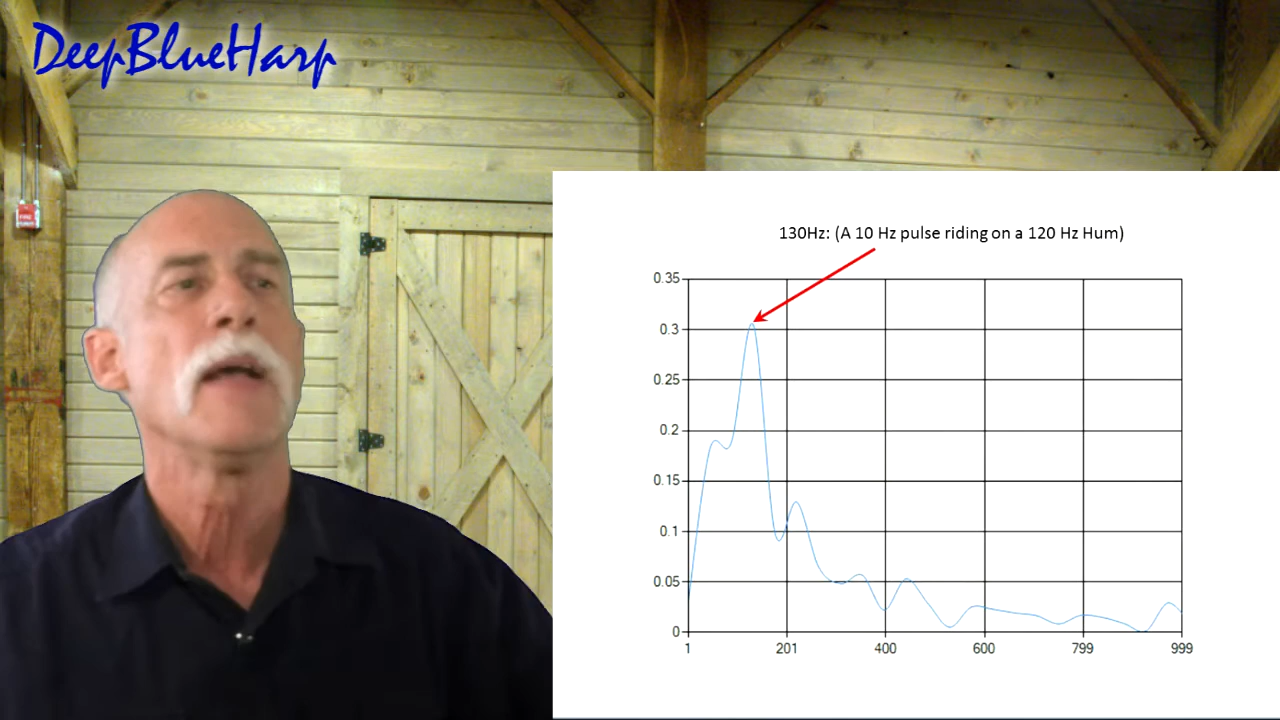 DeepBlueHarp
130Hz: (A 10 Hz pulse riding on a 120 Hz Hum)
0.35
0.3
0.25
0.2
0.15
0.1
0.05
0
1 201 400 600 799 999